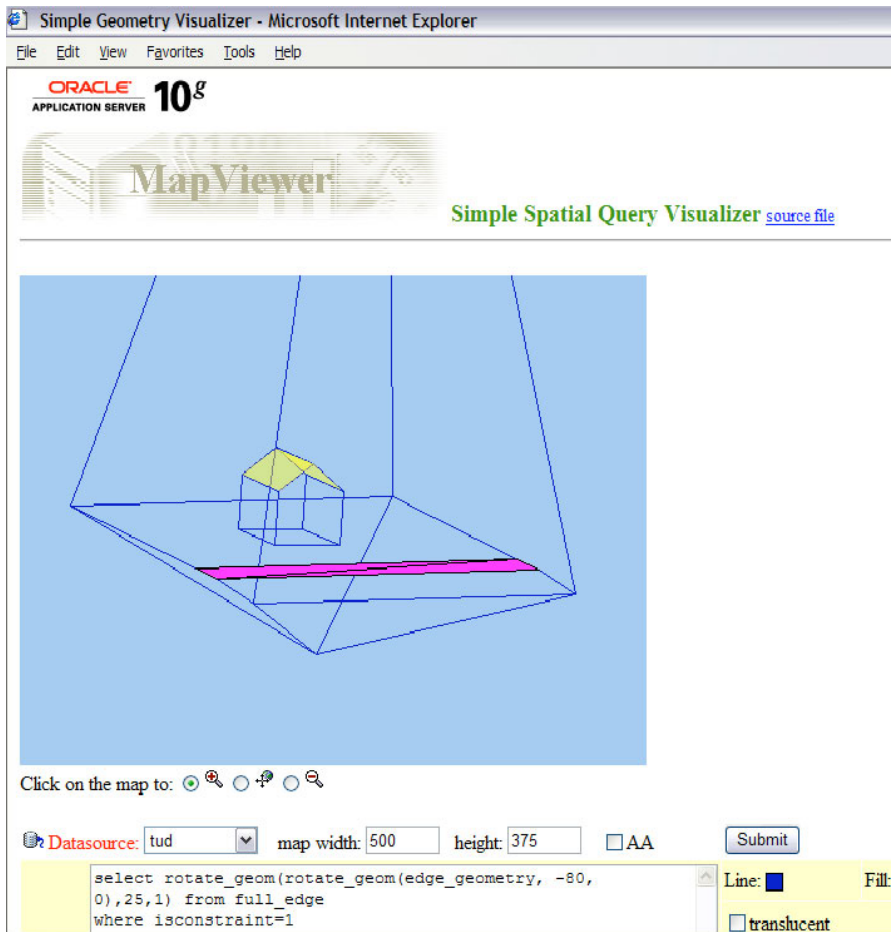 Simple Geometry Visualizer - Microsoft Internet Explorer
File Edit View Favorites Tools Help
ORACLE
APPLICATION SERVER 10g
MapViewer
Simple Spatial Query Visualizer source file
Click on the map to:
Datasource: tud map width: 500 height: 375 AA Submit
select rotate_geom(rotate_geom(edge_geometry, -80, Line: Fill:
0),25,1) from full_edge
where isconstraint=1 translucent